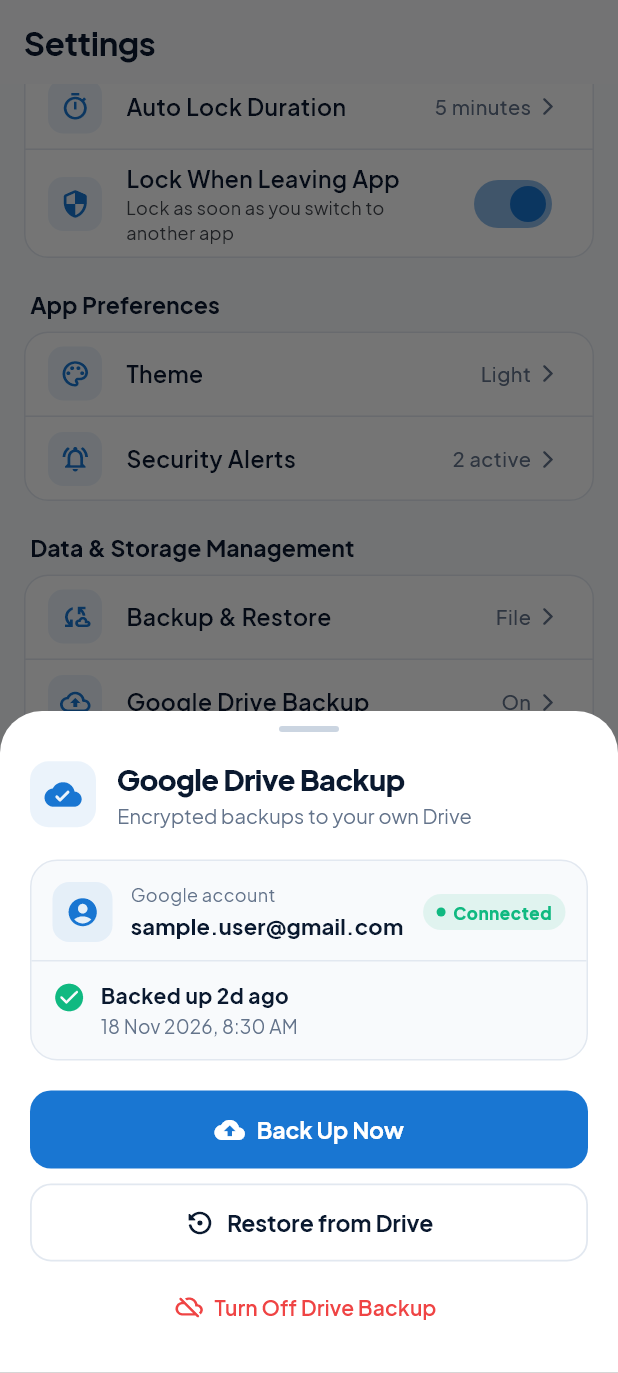 Settings
Auto Lock Duration
5 minutes
Lock When Leaving App
Lock as soon as you switch to
another app
App Preferences
Theme
Light
Security Alerts
2 active
Data & Storage Management
Backup & Restore
File
Google Drive Backup
On
Google Drive Backup
Encrypted backups to your own Drive
Google account
sample.user@gmail.com
Connected
Backed up 2d ago
18 Nov 2026, 8:30 AM
Back Up Now
Restore from Drive
Turn Off Drive Backup